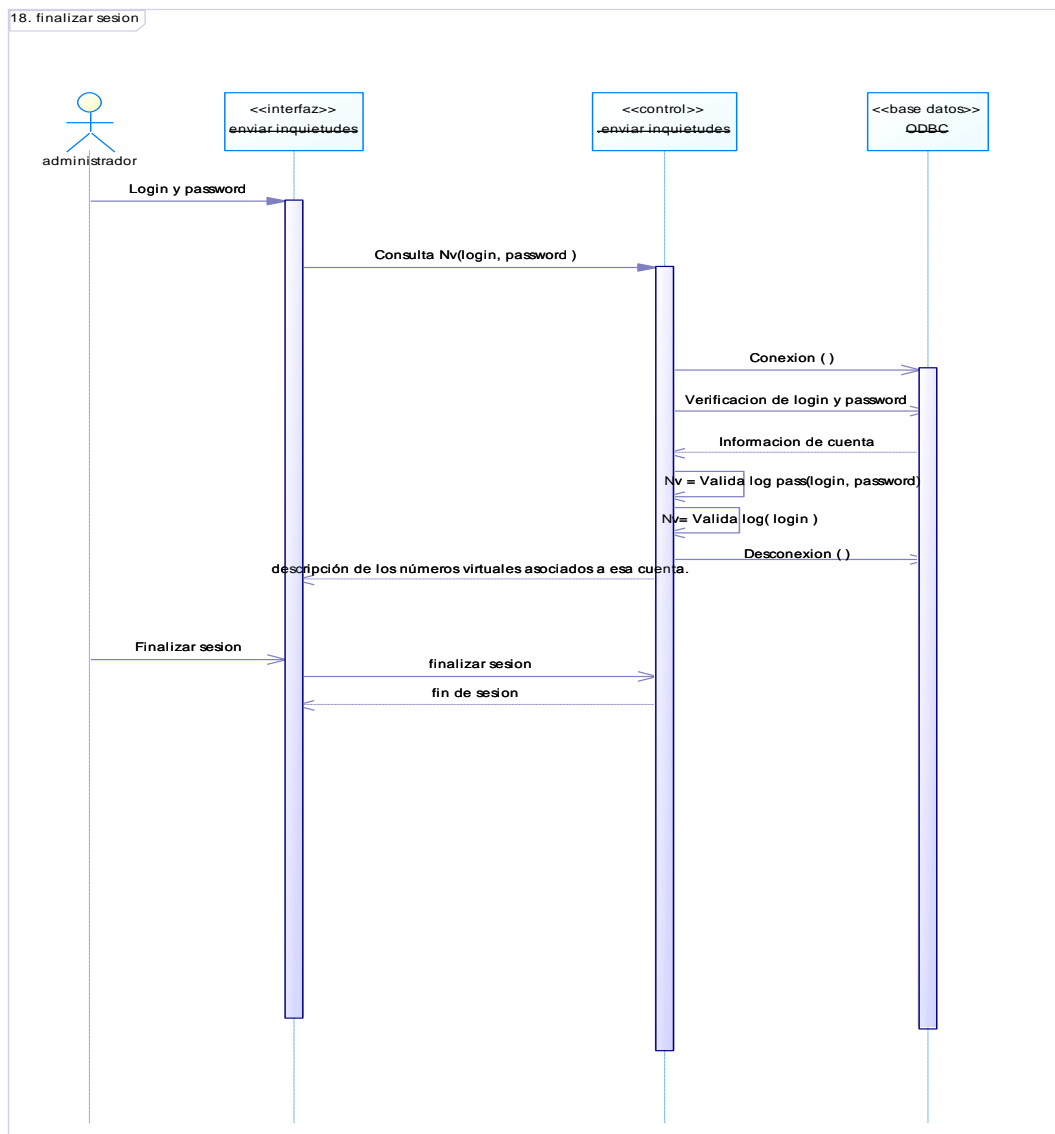 18. finalizar sesion
<<interfaz>>
enviar inquietudes
<<control>>
.enviar inquietudes
<<base datos>>
ODBC
administrador
Login y password
Consulta Nv(login, password )
Conexion ( )
Verificacion de login y password
Informacion de cuenta
Nv = Valida log pass(login, password)
Nv= Valida log( login )
Desconexion ( )
descripción de los números virtuales asociados a esa cuenta.
Finalizar sesion
finalizar sesion
fin de sesion